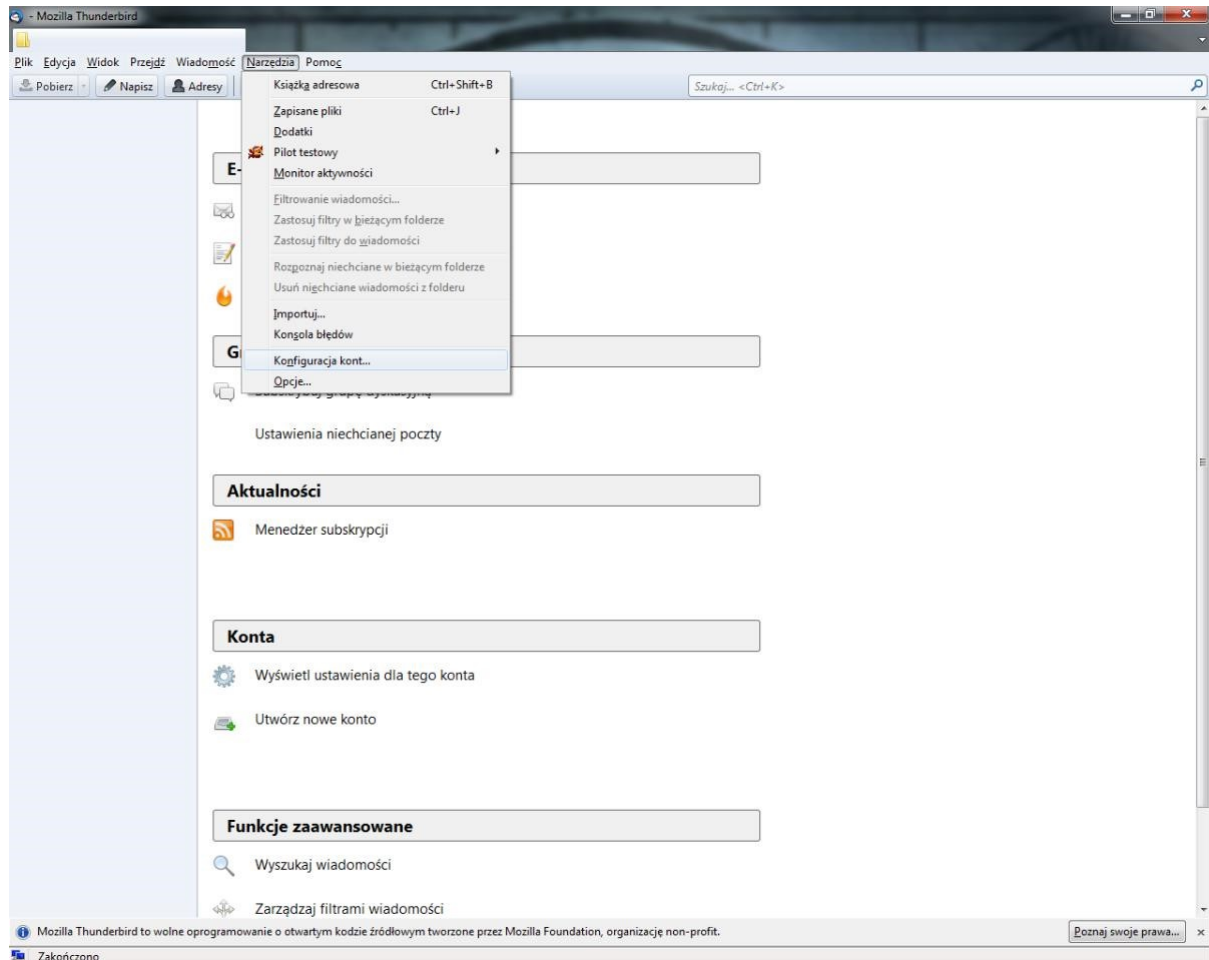 - Mozilla Thunderbird
Plik Edycja Widok Przejdź Wiadomość Narzędzia Pomoc
Pobierz Napisz Adresy Szukaj... <Ctrl+K>
Książka adresowa Ctrl+Shift+B
Zapisane pliki Ctrl+J
Dodatki
Pilot testowy
Monitor aktywności
Filtrowanie wiadomości...
Zastosuj filtry w bieżącym folderze
Zastosuj filtry do wiadomości
Rozpoznaj niechciane w bieżącym folderze
Usuń niechciane wiadomości z folderu
Importuj...
Konsola błędów
Konfiguracja kont...
Opcje...
E-
G
Ustawienia niechcianej poczty
Aktualności
Menedżer subskrypcji
Konta
Wyświetl ustawienia dla tego konta
Utwórz nowe konto
Funkcje zaawansowane
Wyszukaj wiadomości
Zarządzaj filtrami wiadomości
Mozilla Thunderbird to wolne oprogramowanie o otwartym kodzie źródłowym tworzone przez Mozilla Foundation, organizację non-profit. Poznaj swoje prawa...
Zakończono